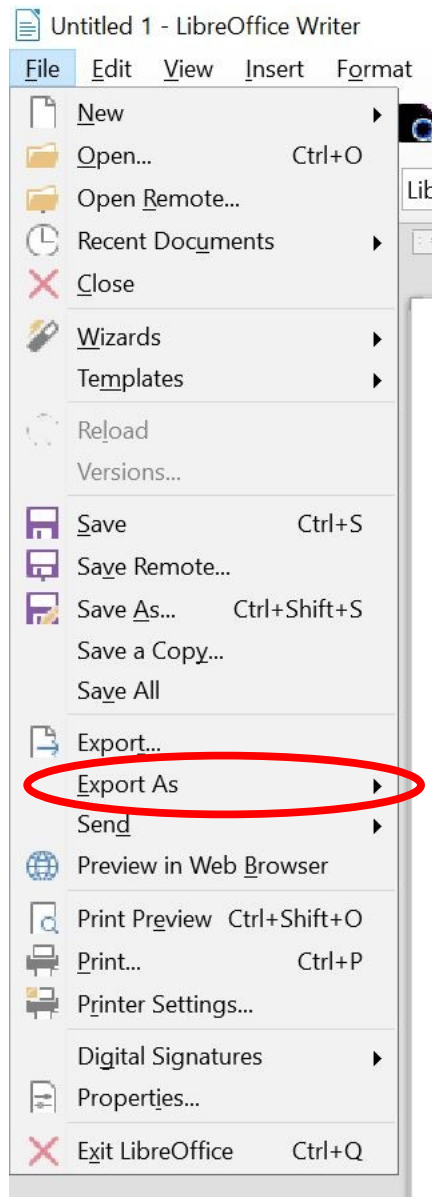 Untitled 1 - LibreOffice Writer
File Edit View Insert Format
New
Open... Ctrl+O
Open Remote...
Lib
Recent Documents
Close
Wizards
Templates
Reload
Versions...
Save Ctrl+S
Save Remote...
Save As... Ctrl+Shift+S
Save a Copy...
Save All
Export...
Export As
Send
Preview in Web Browser
Print Preview Ctrl+Shift+O
Print... Ctrl+P
Printer Settings...
Digital Signatures
Properties...
Exit LibreOffice Ctrl+Q